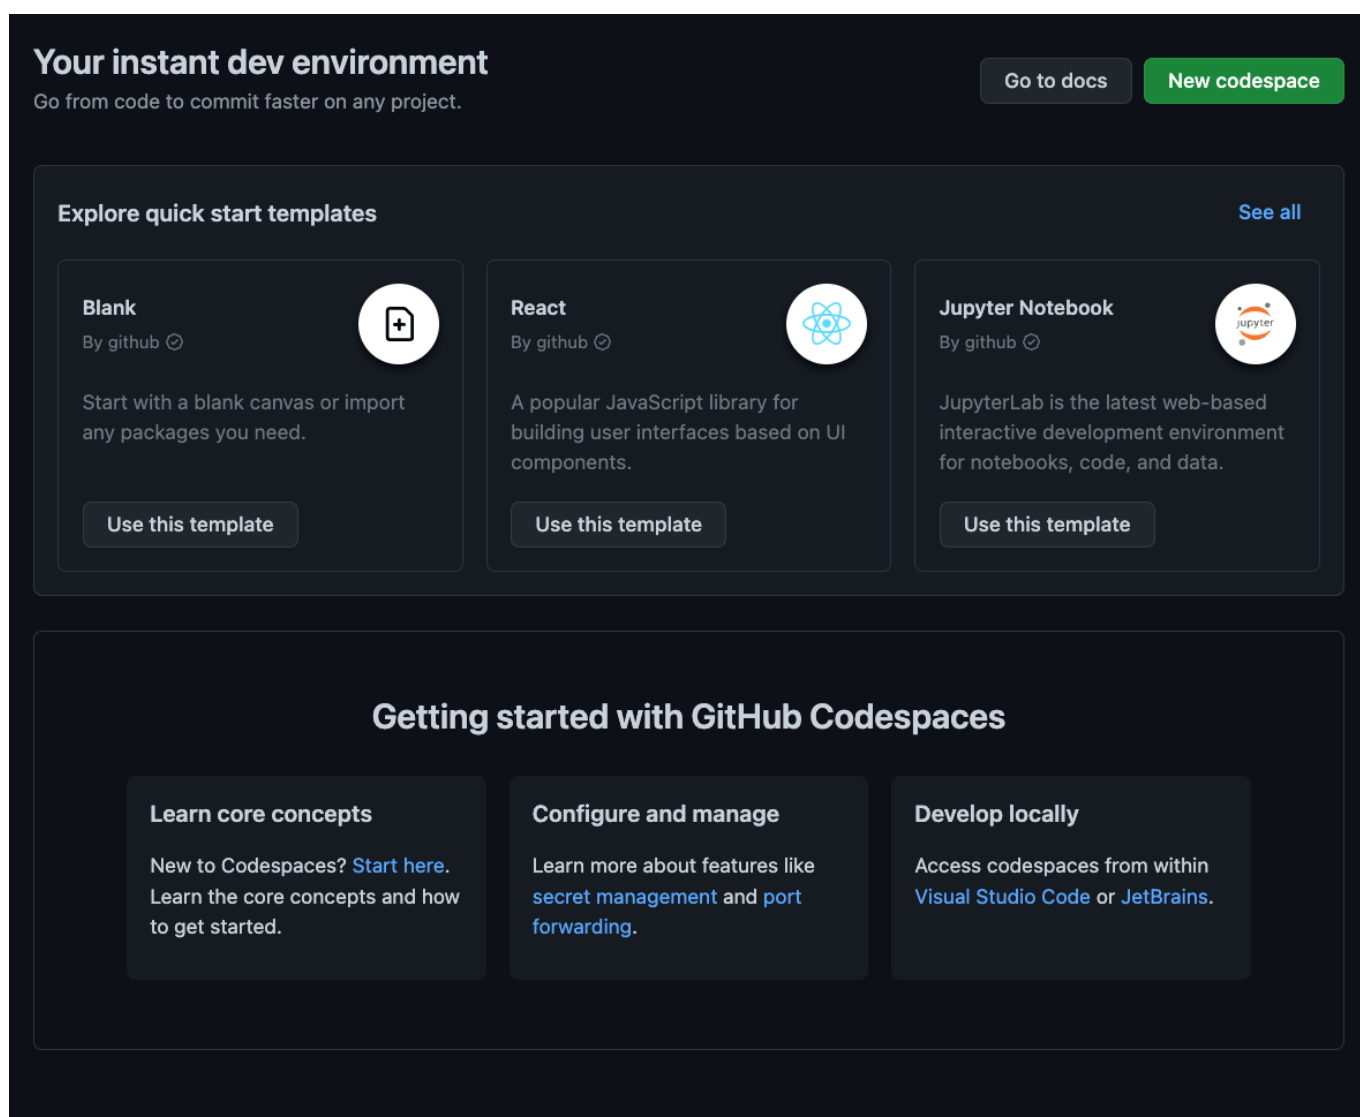 Your instant dev environment
Go from code to commit faster on any project.
Go to docs
New codespace
Explore quick start templates
See all
Blank
By github
Start with a blank canvas or import
any packages you need.
Use this template
React
By github
A popular JavaScript library for
building user interfaces based on UI
components.
Use this template
Jupyter Notebook
By github
jupyter
JupyterLab is the latest web-based
interactive development environment
for notebooks, code, and data.
Use this template
Getting started with GitHub Codespaces
Learn core concepts
New to Codespaces? Start here.
Learn the core concepts and how
to get started.
Configure and manage
Learn more about features like
secret management and port
forwarding.
Develop locally
Access codespaces from within
Visual Studio Code or JetBrains.